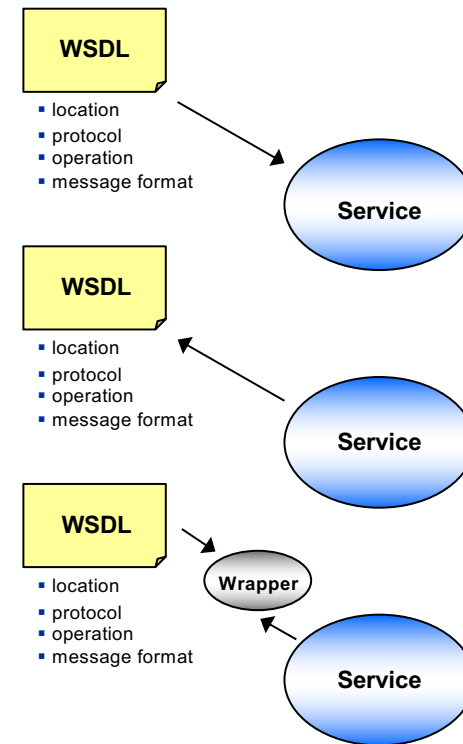 WSDL
▪ location
▪ protocol
▪ operation
▪ message format
Service
WSDL
▪ location
▪ protocol
▪ operation
▪ message format
Service
WSDL
▪ location
▪ protocol
▪ operation
▪ message format
Wrapper
Service